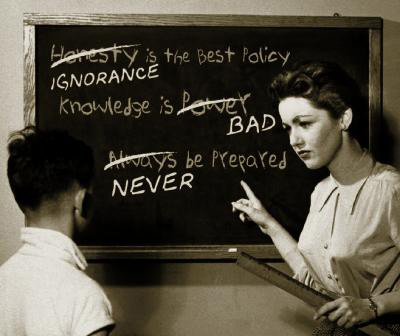 Honesty is the Best Policy
IGNORANCE
Knowledge is Power
BAD
Always be Prepared
NEVER